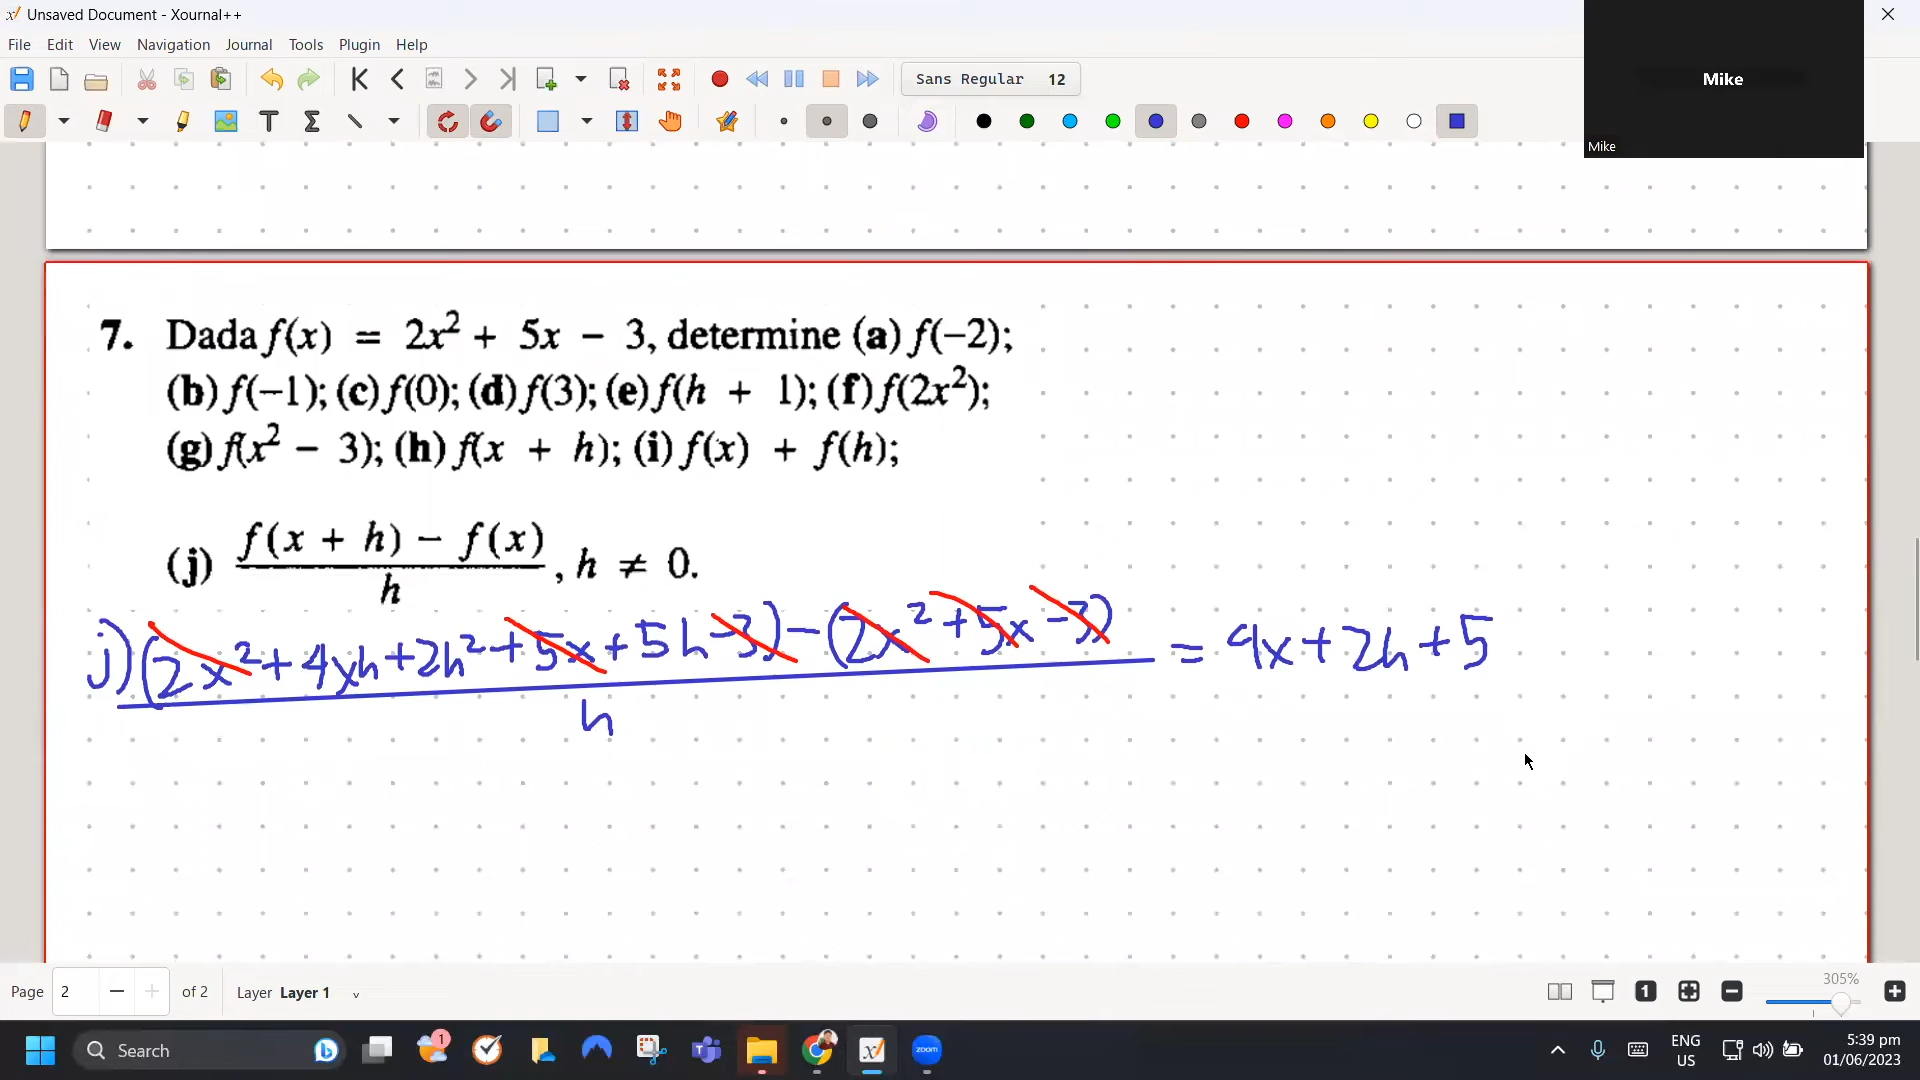 Unsaved Document - Xournal++
File Edit View Navigation Journal Tools Plugin Help
Sans Regular 12
Mike
Mike
7. Dada f(x) = 2x² + 5x − 3, determine (a) f(−2);
(b) f(−1); (c) f(0); (d) f(3); (e) f(h + 1); (f) f(2x²);
(g) f(x² − 3); (h) f(x + h); (i) f(x) + f(h);
(j) f(x + h) − f(x)
h , h ≠ 0.
j) (2x²+4xh+2h²+5x+5h-3)-(2x²+5x-3) = 4x+2h+5
h
Page 2 of 2 Layer Layer 1
305%
Search
1
zoom
ENG
US
5:39 pm
01/06/2023